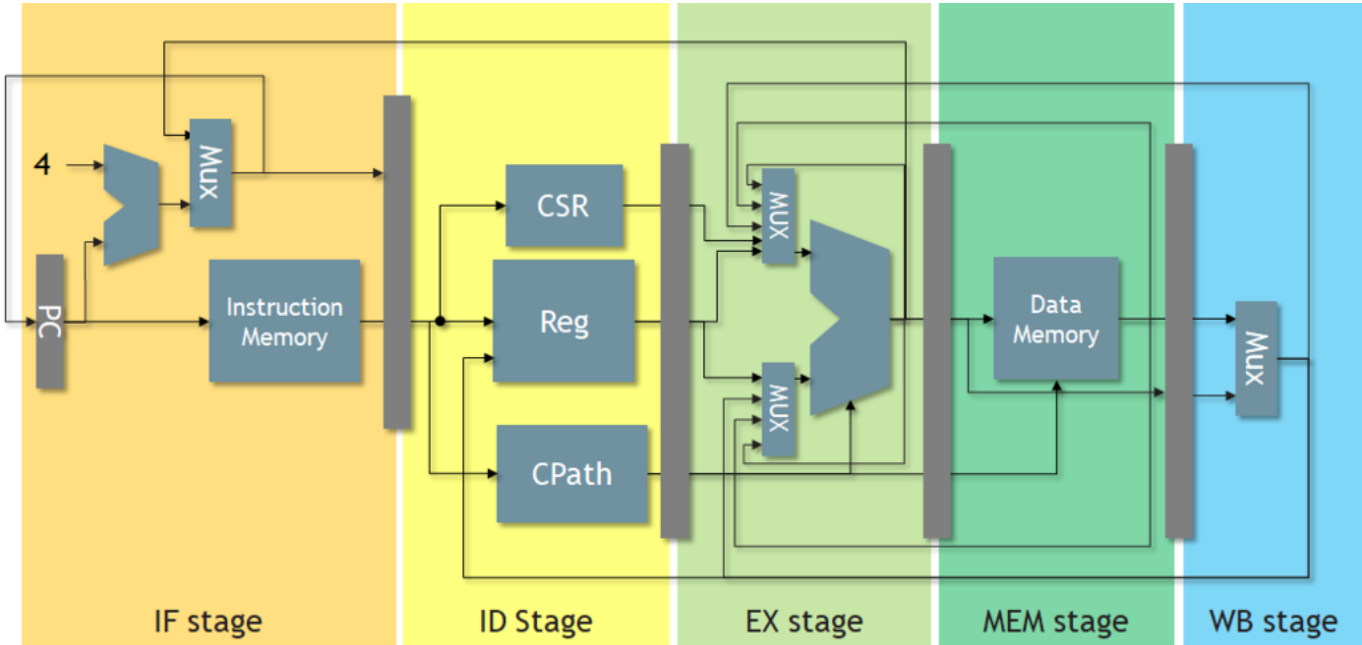 4
Mux
PC
Instruction
Memory
CSR
Reg
CPath
MUX
MUX
Data
Memory
Mux
IF stage
ID Stage
EX stage
MEM stage
WB stage